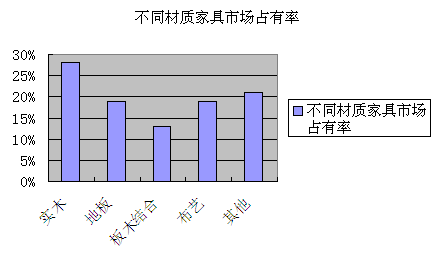 不同材质家具市场占有率
30%
25%
20%
15%
10%
5%
0%
实木
地板
板木结合
布艺
其他
不同材质家具市场
占有率